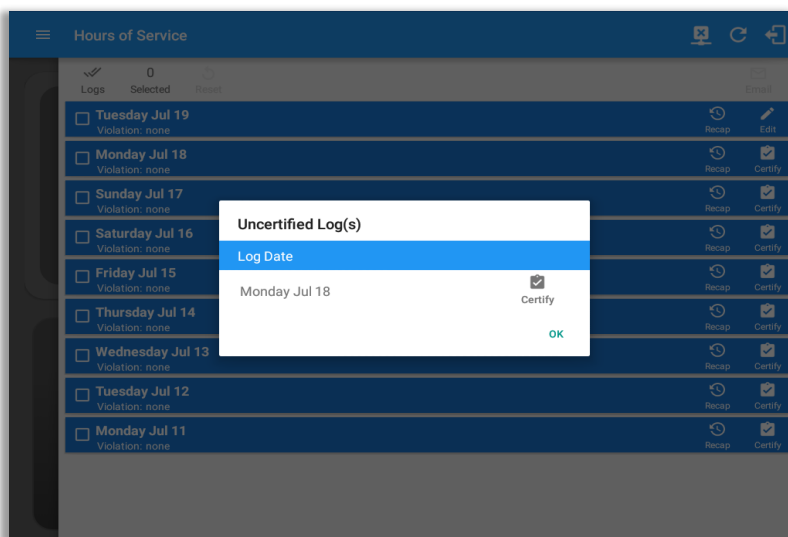 Hours of Service
0
Logs Selected Reset Email
Tuesday Jul 19
Violation: none
Recap Edit
Monday Jul 18
Violation: none
Recap Certify
Sunday Jul 17
Violation: none
Recap Certify
Saturday Jul 16
Violation: none
Recap Certify
Friday Jul 15
Violation: none
Recap Certify
Thursday Jul 14
Violation: none
Recap Certify
Wednesday Jul 13
Violation: none
Recap Certify
Tuesday Jul 12
Violation: none
Recap Certify
Monday Jul 11
Violation: none
Recap Certify
Uncertified Log(s)
Log Date
Monday Jul 18
Certify
OK